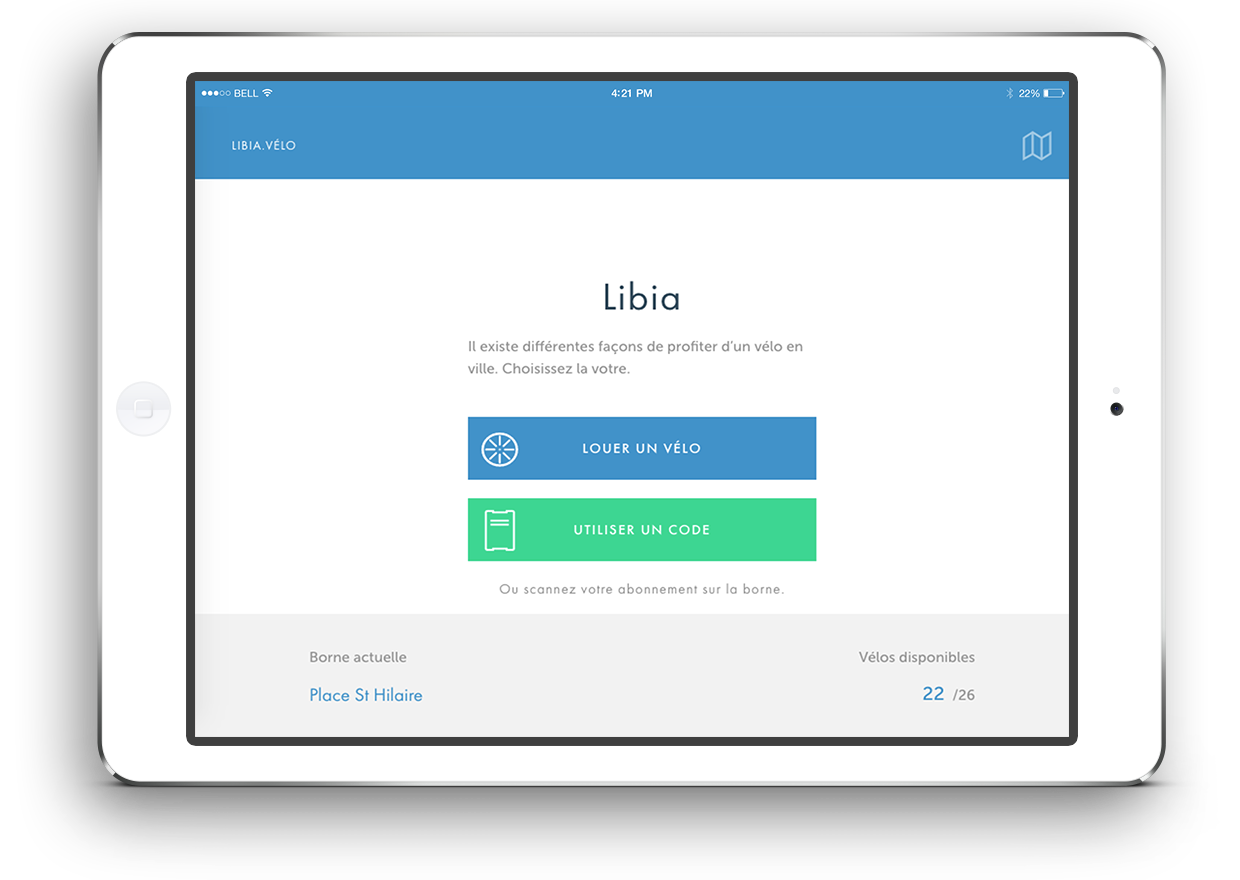 BELL
4:21 PM
22%
LIBIA.VÉLO
Libia
Il existe différentes façons de profiter d'un vélo en
ville. Choisissez la votre.
LOUER UN VÉLO
UTILISER UN CODE
Ou scannez votre abonnement sur la borne.
Borne actuelle
Vélos disponibles
Place St Hilaire
22 /26